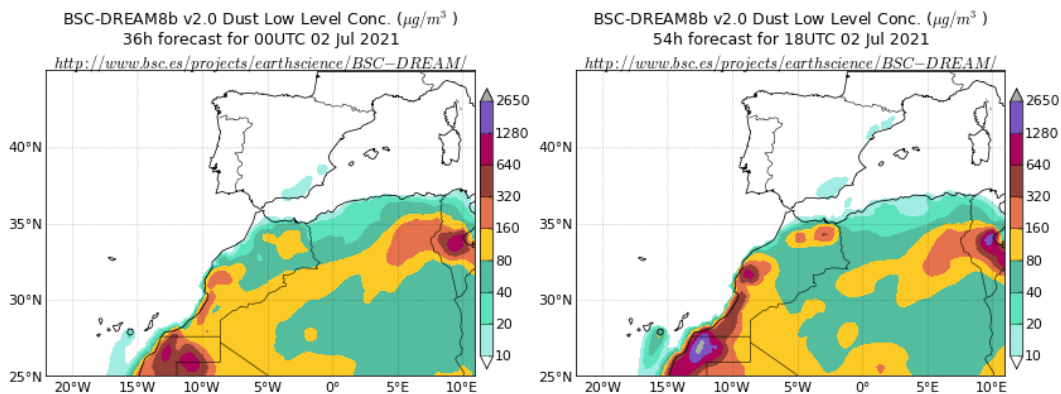 BSC-DREAM8b v2.0 Dust Low Level Conc. (μg/m³ )
36h forecast for 00UTC 02 Jul 2021
http://www.bsc.es/projects/earthscience/BSC-DREAM/
40°N
35°N
30°N
25°N
20°W
15°W
10°W
5°W
0°E
5°E
10°E
2650
1280
640
320
160
80
40
20
10
BSC-DREAM8b v2.0 Dust Low Level Conc. (μg/m³ )
54h forecast for 18UTC 02 Jul 2021
http://www.bsc.es/projects/earthscience/BSC-DREAM/
40°N
35°N
30°N
25°N
20°W
15°W
10°W
5°W
0°E
5°E
10°E
2650
1280
640
320
160
80
40
20
10